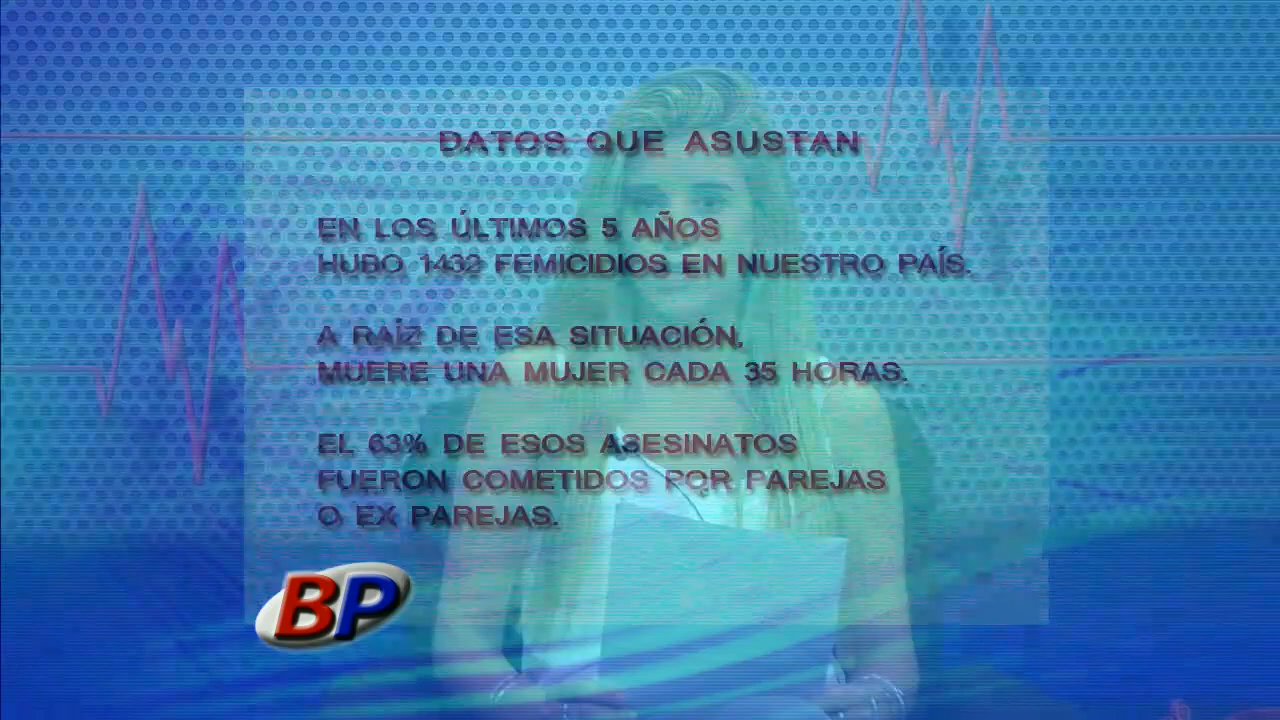 DATOS QUE ASUSTAN
EN LOS ÚLTIMOS 5 AÑOS
HUBO 1432 FEMICIDIOS EN NUESTRO PAÍS.
A RAÍZ DE ESA SITUACIÓN,
MUERE UNA MUJER CADA 35 HORAS.
EL 63% DE ESOS ASESINATOS
FUERON COMETIDOS POR PAREJAS
O EX PAREJAS.
BP